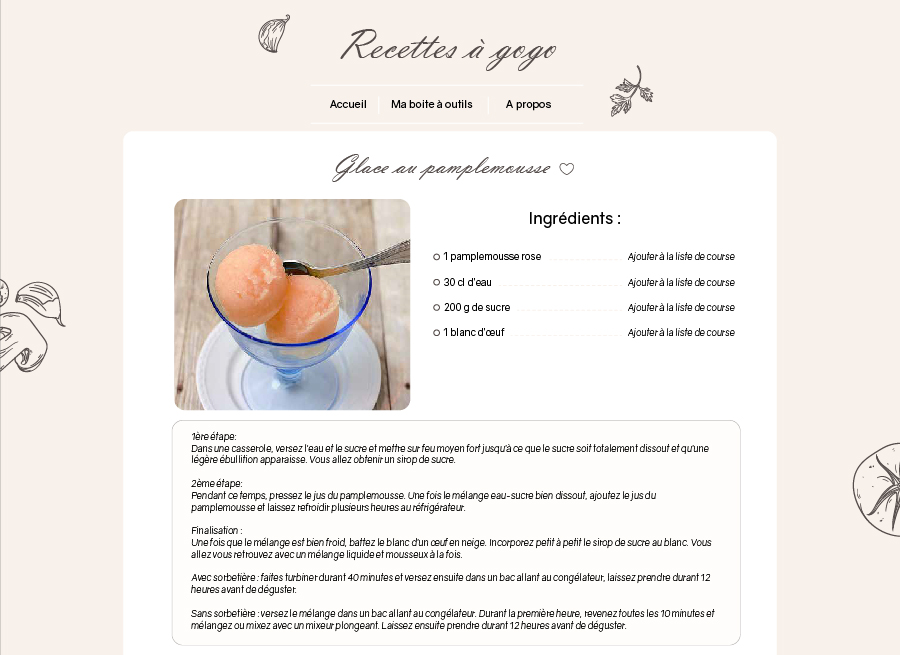 Recettes à gogo
Accueil
Ma boite à outils
A propos
Glace au pamplemousse
Ingrédients :
1 pamplemousse rose Ajouter à la liste de course
30 cl d'eau Ajouter à la liste de course
200 g de sucre Ajouter à la liste de course
1 blanc d'œuf Ajouter à la liste de course
1ère étape:
Dans une casserole, versez l'eau et le sucre et mettre sur feu moyen fort jusqu'à ce que le sucre soit totalement dissout et qu'une
légère ébullition apparaisse. Vous allez obtenir un sirop de sucre.
2ème étape:
Pendant ce temps, pressez le jus du pamplemousse. Une fois le mélange eau-sucre bien dissout, ajoutez le jus du
pamplemousse et laissez refroidir plusieurs heures au réfrigérateur.
Finalisation :
Une fois que le mélange est bien froid, battez le blanc d'un œuf en neige. Incorporez petit à petit le sirop de sucre au blanc. Vous
allez vous retrouvez avec un mélange liquide et mousseux à la fois.
Avec sorbetière : faites turbiner durant 40 minutes et versez ensuite dans un bac allant au congélateur, laissez prendre durant 12
heures avant de déguster.
Sans sorbetière : versez le mélange dans un bac allant au congélateur. Durant la première heure, revenez toutes les 10 minutes et
mélangez ou mixez avec un mixeur plongeant. Laissez ensuite prendre durant 12 heures avant de déguster.